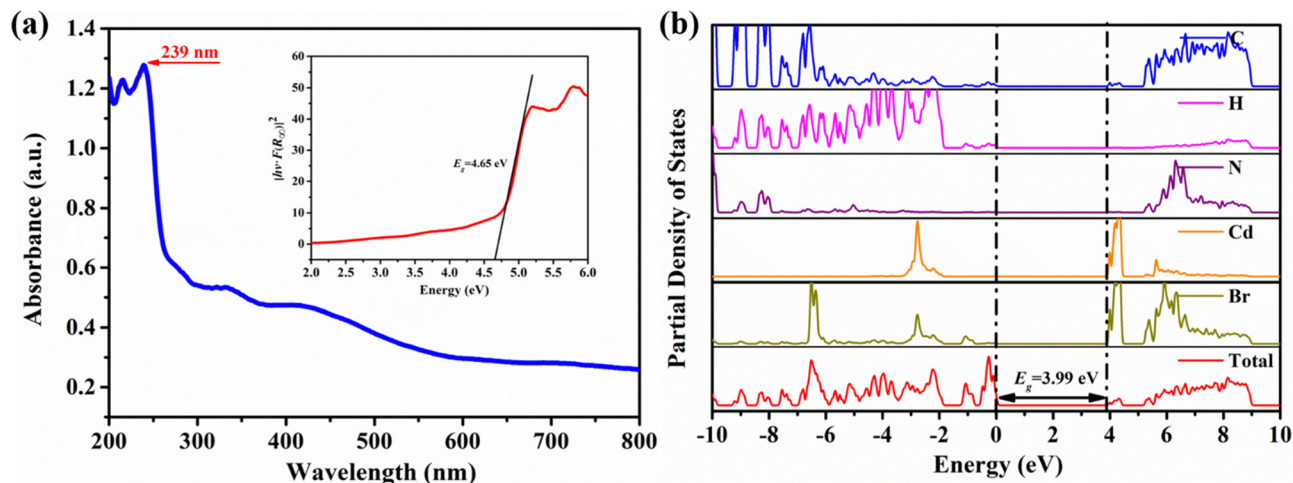 (a)
239 nm
Absorbance (a.u.)
1.4
1.2
1.0
0.8
0.6
0.4
0.2
200 300 400 500 600 700 800
Wavelength (nm)
|hν·F(R∞)|²
60
50
40
30
20
10
0
Eg=4.65 eV
2.0 2.5 3.0 3.5 4.0 4.5 5.0 5.5 6.0
Energy (eV)
(b)
Partial Density of States
C
H
N
Cd
Br
Total
Eg=3.99 eV
-10 -8 -6 -4 -2 0 2 4 6 8 10
Energy (eV)